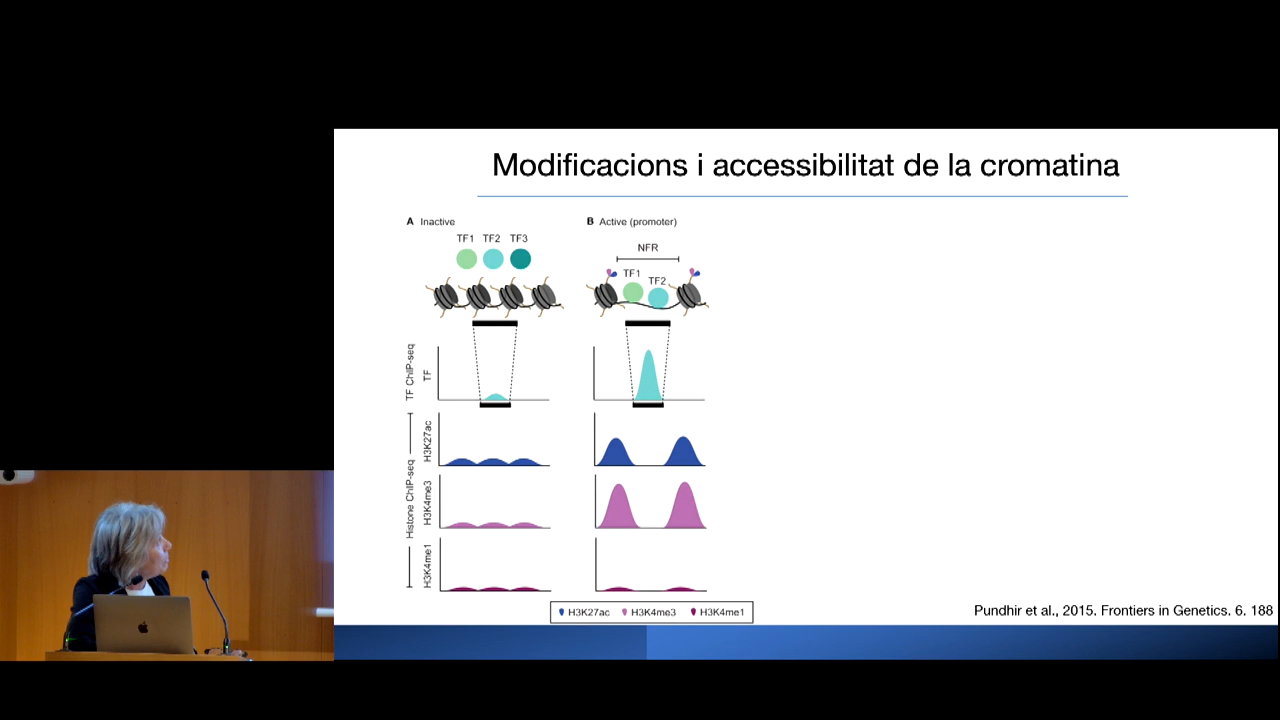 Modificacions i accessibilitat de la cromatina
A Inactive
TF1 TF2 TF3
B Active (promoter)
NFR
TF1
TF2
TF ChIP-seq
TF
Histone ChIP-seq
H3K27ac
H3K4me3
H3K4me1
H3K27ac H3K4me3 H3K4me1
Pundhir et al., 2015. Frontiers in Genetics. 6. 188